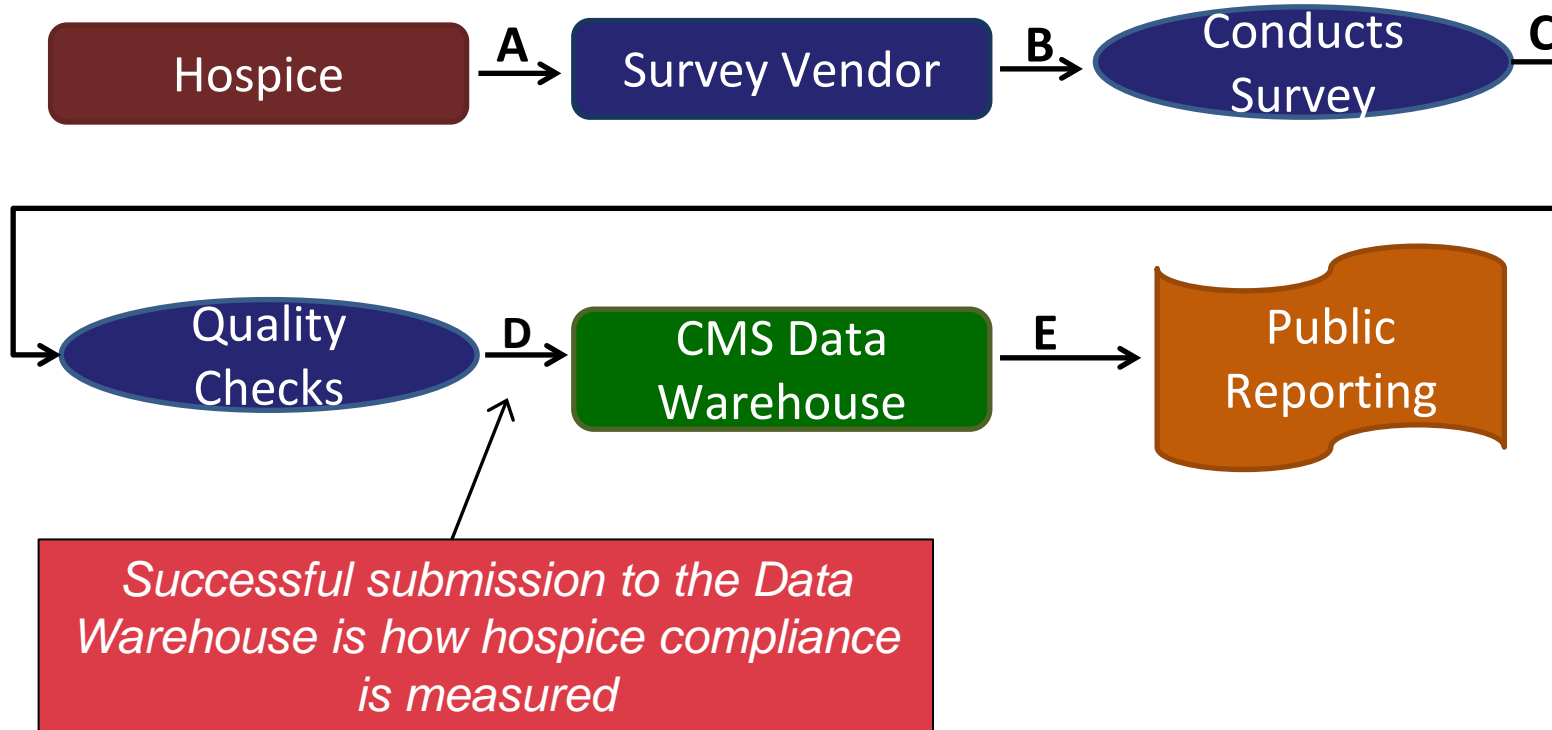 Hospice
A
Survey Vendor
B
Conducts
Survey
C
Quality
Checks
D
CMS Data
Warehouse
E
Public
Reporting
Successful submission to the Data
Warehouse is how hospice compliance
is measured